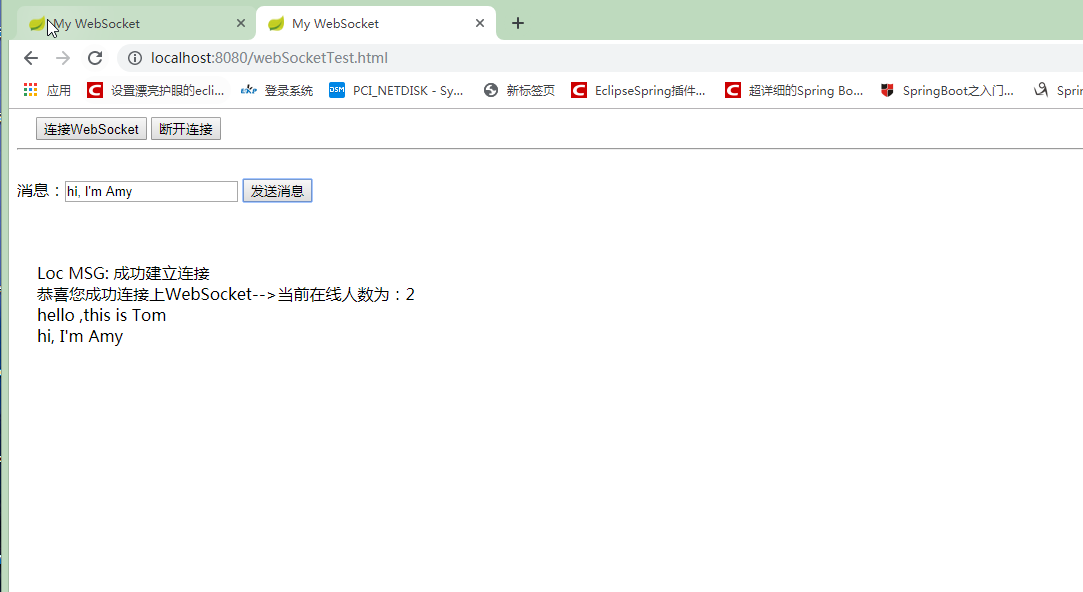 My WebSocket My WebSocket
localhost:8080/webSocketTest.html
应用 设置漂亮护眼的ecli... EKP 登录系统 DSM PCI_NETDISK - Sy... 新标签页 C EclipseSpring插件... C 超详细的Spring Bo... SpringBoot之入门... Sprin
连接WebSocket 断开连接
消息：hi, I'm Amy 发送消息
Loc MSG: 成功建立连接
恭喜您成功连接上WebSocket-->当前在线人数为：2
hello ,this is Tom
hi, I'm Amy